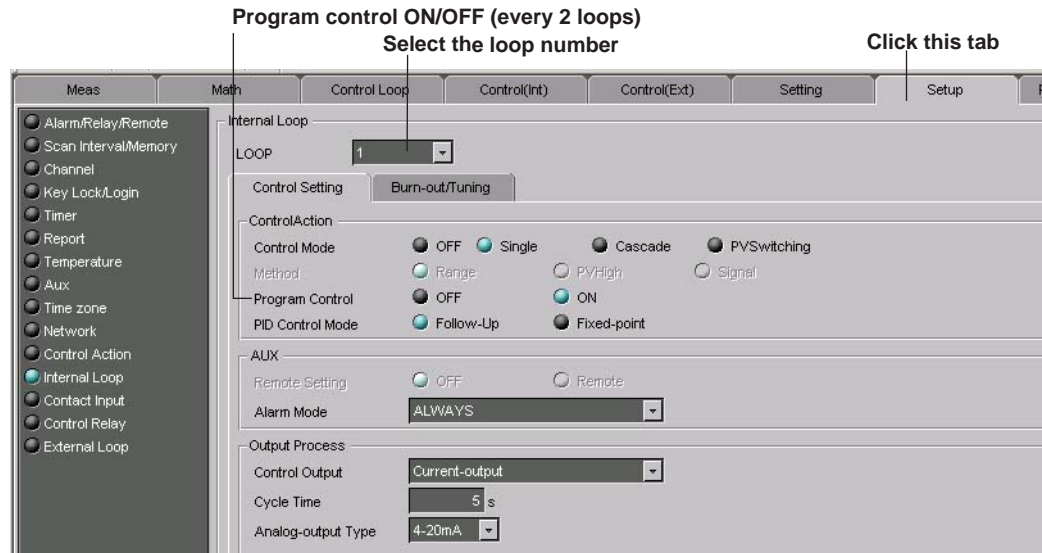 Program control ON/OFF (every 2 loops)
Select the loop number
Click this tab
Meas Math Control Loop Control(Int) Control(Ext) Setting Setup
Alarm/Relay/Remote
Scan Interval/Memory
Channel
Key Lock/Login
Timer
Report
Temperature
Aux
Time zone
Network
Control Action
Internal Loop
Contact Input
Control Relay
External Loop
Internal Loop
LOOP 1
Control Setting Burn-out/Tuning
ControlAction
Control Mode OFF Single Cascade PVSwitching
Method Range PVHigh Signal
Program Control OFF ON
PID Control Mode Follow-Up Fixed-point
AUX
Remote Setting OFF Remote
Alarm Mode ALWAYS
Output Process
Control Output Current-output
Cycle Time 5 s
Analog-output Type 4-20mA